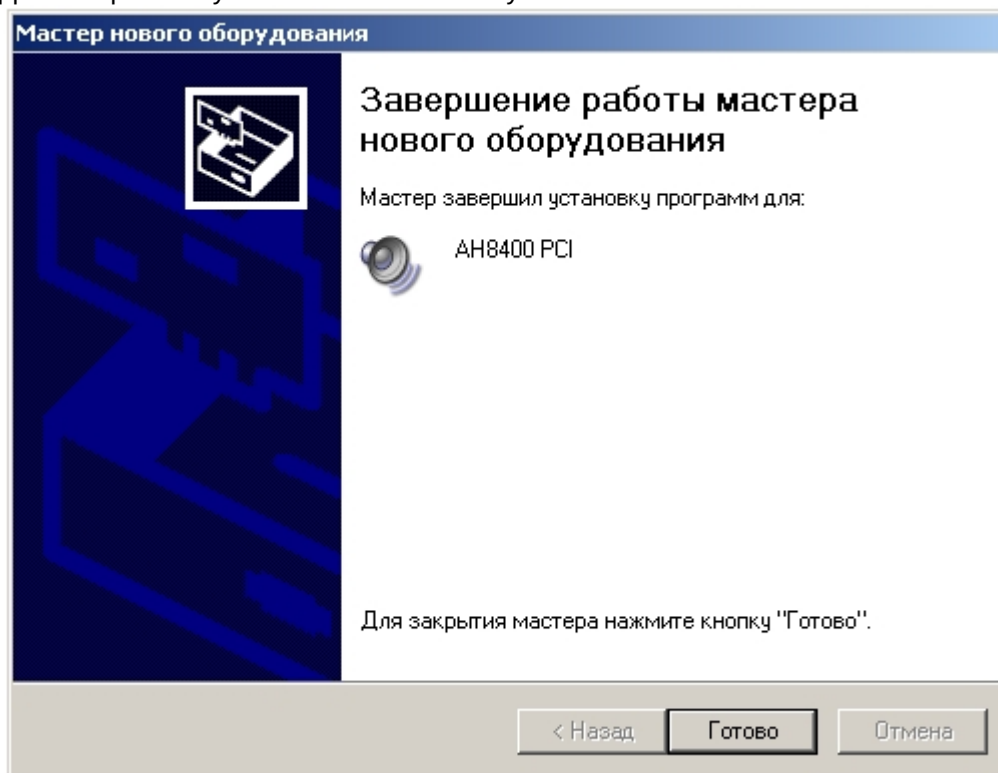 Мастер нового оборудования
Завершение работы мастера
нового оборудования
Мастер завершил установку программ для:
AH8400 PCI
Для закрытия мастера нажмите кнопку "Готово".
< Назад
Готово
Отмена